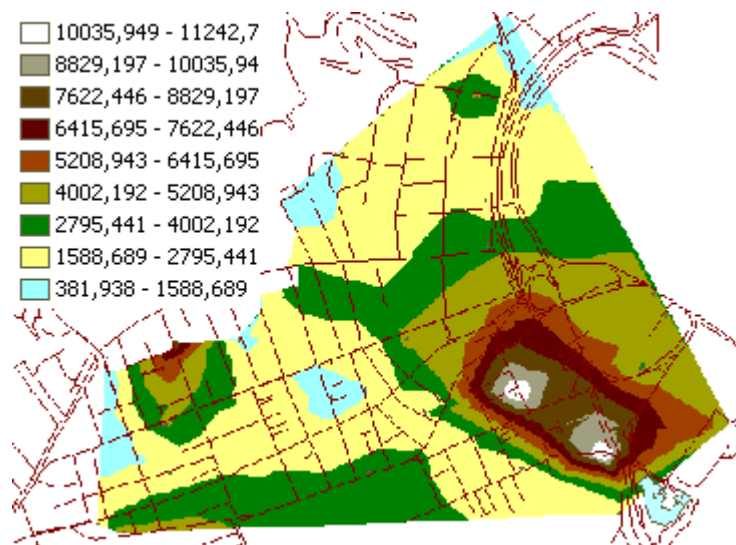 10035,949 - 11242,7
8829,197 - 10035,94
7622,446 - 8829,197
6415,695 - 7622,446
5208,943 - 6415,695
4002,192 - 5208,943
2795,441 - 4002,192
1588,689 - 2795,441
381,938 - 1588,689